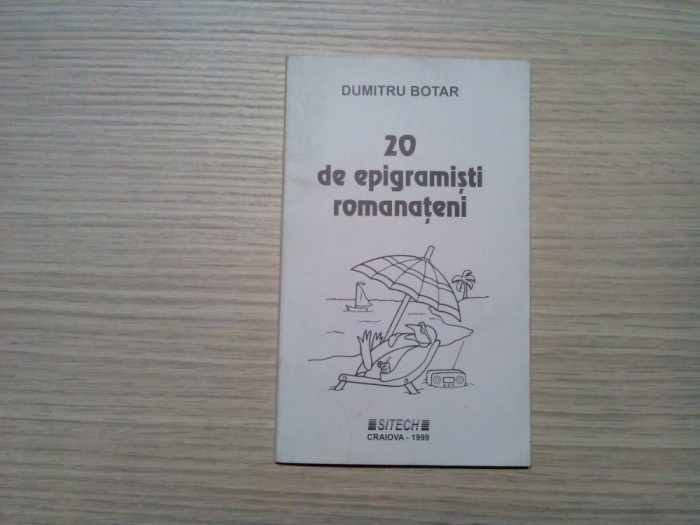 DUMITRU BOTAR
20
de epigramiști
romanațeni
SITECH
CRAIOVA - 1999